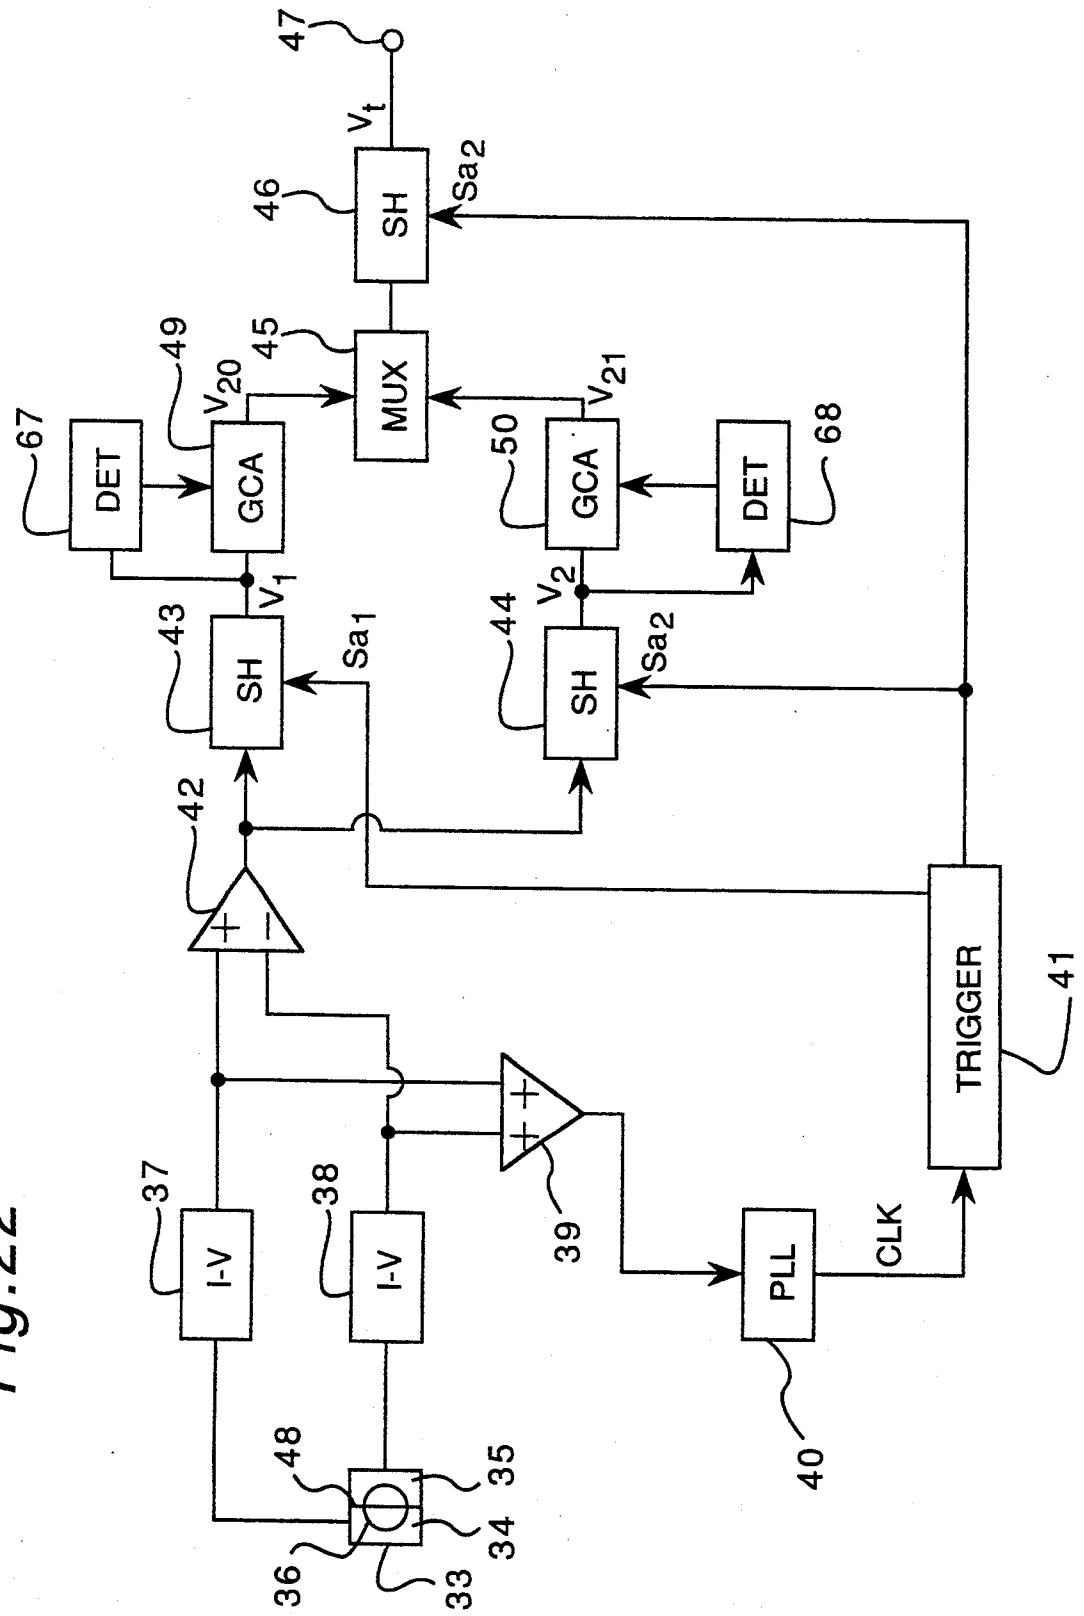 Fig.22
36
48
33
34
35
37
I-V
38
I-V
39
+
+
40
PLL
CLK
41
TRIGGER
42
+
−
43
SH
Sa1
V1
44
SH
Sa2
V2
67
DET
49
GCA
V20
50
GCA
V21
DET
68
45
MUX
46
SH
Sa2
Vt
47